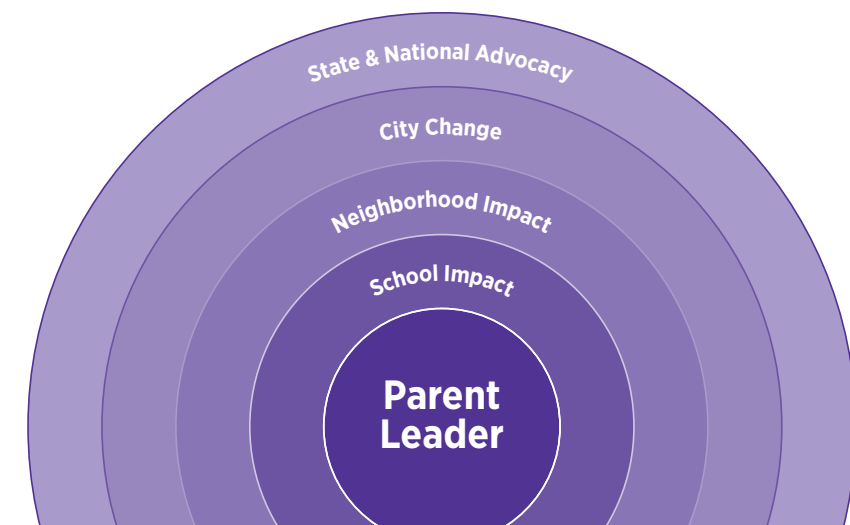 State & National Advocacy
City Change
Neighborhood Impact
School Impact
Parent
Leader